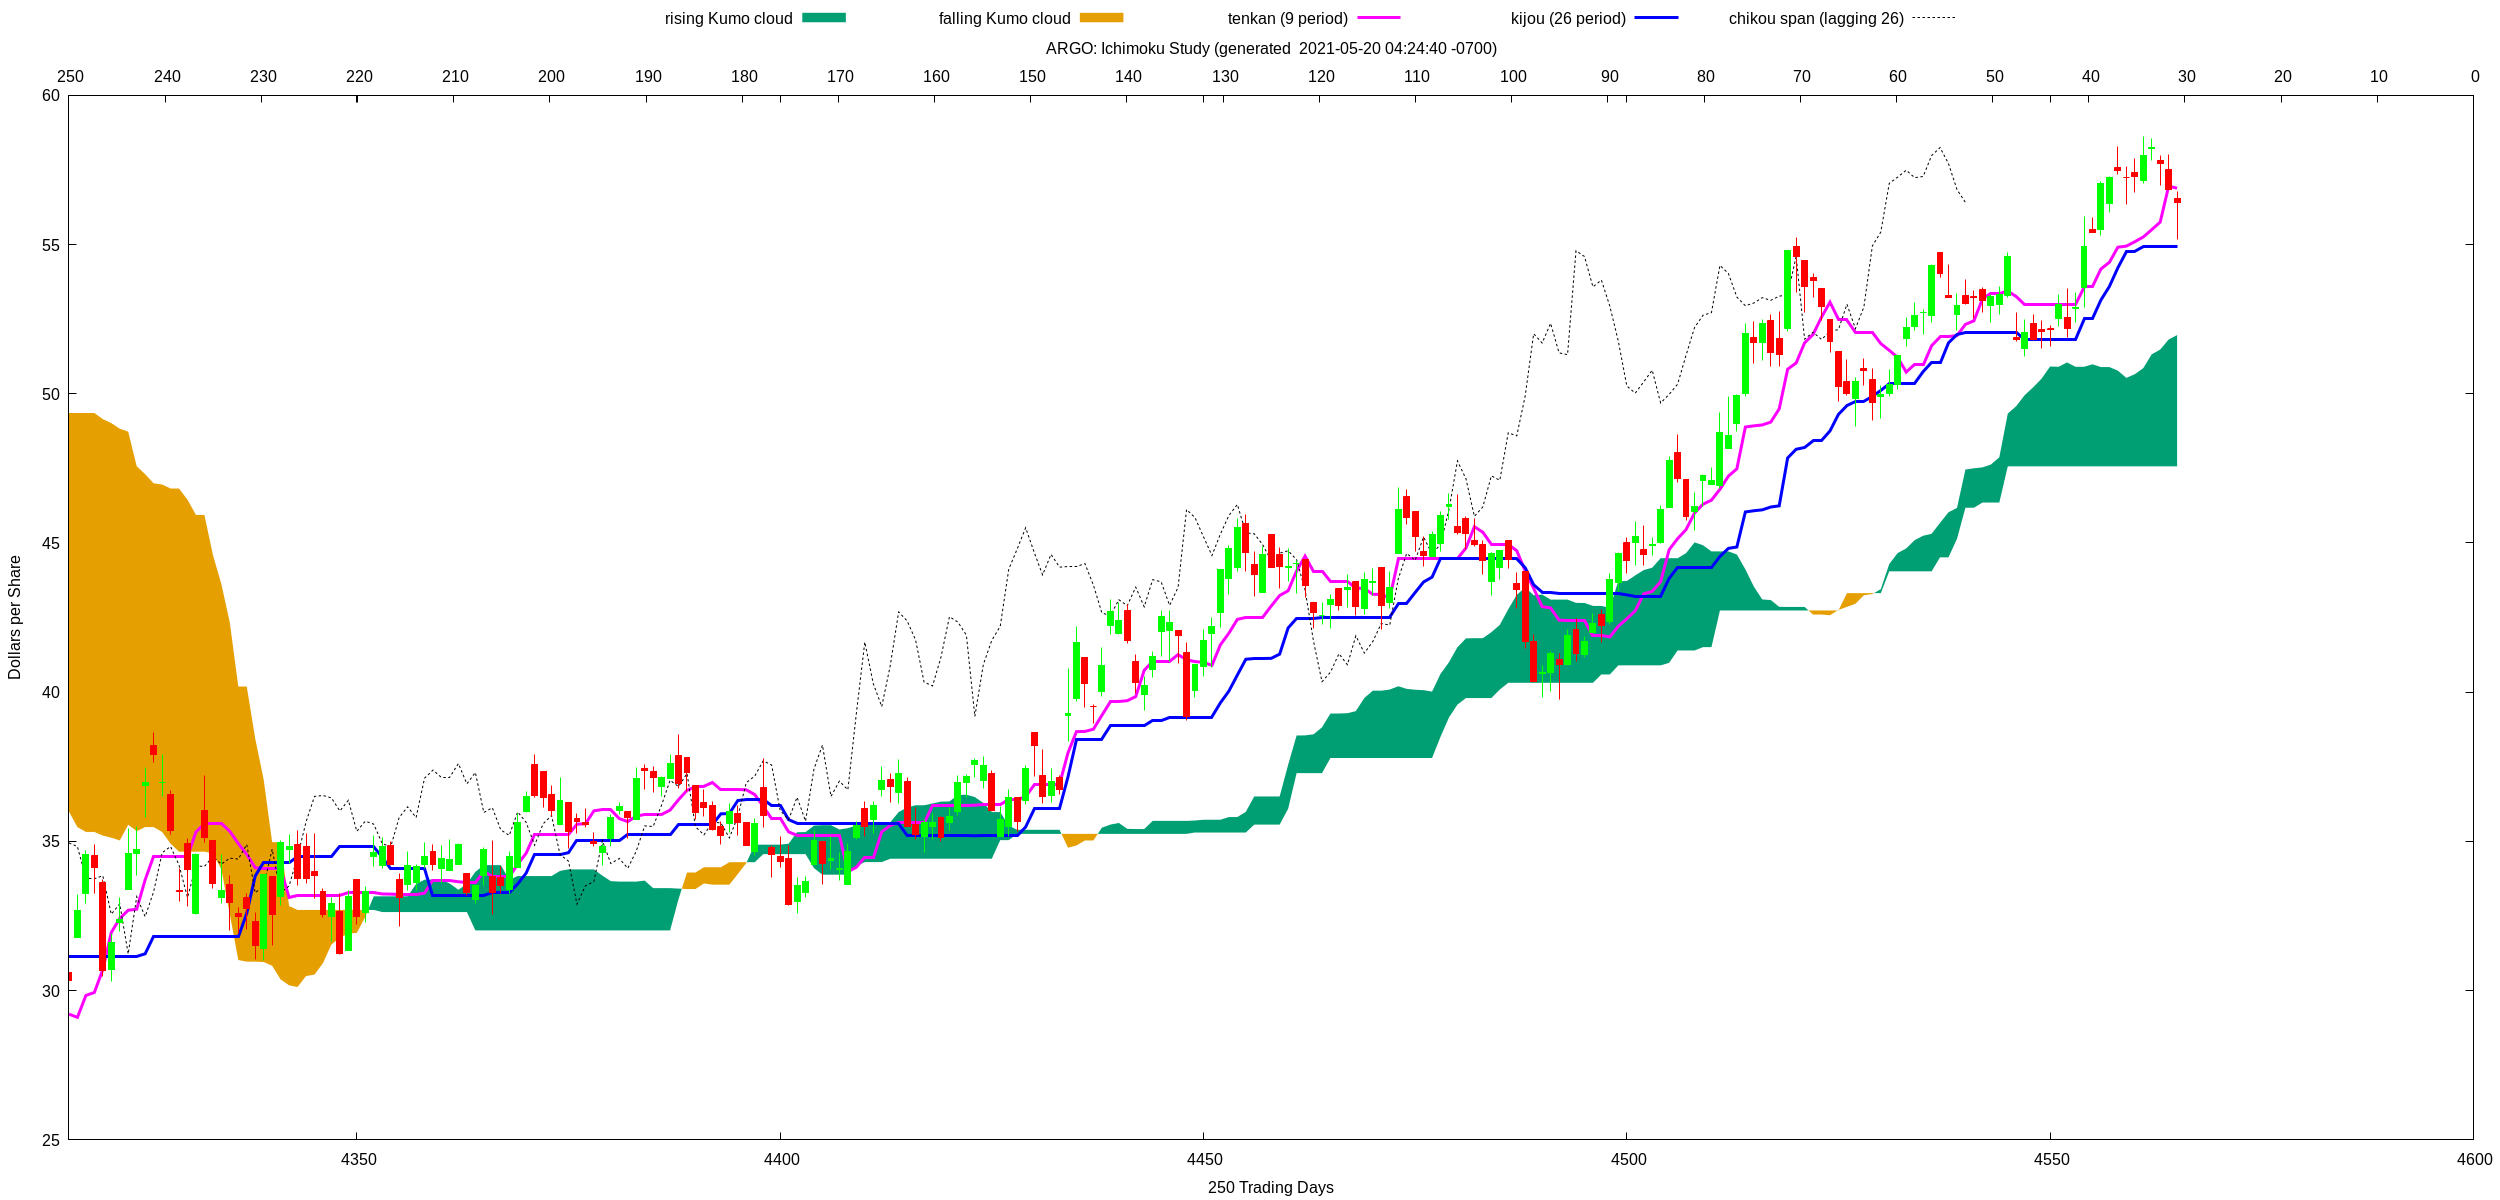 rising Kumo cloud falling Kumo cloud tenkan (9 period) kijou (26 period) chikou span (lagging 26)
ARGO: Ichimoku Study (generated  2021-05-20 04:24:40 -0700)
250 240 230 220 210 200 190 180 170 160 150 140 130 120 110 100 90 80 70 60 50 40 30 20 10 0
60
55
50
45
40
35
30
25
Dollars per Share
4350 4400 4450 4500 4550 4600
250 Trading Days